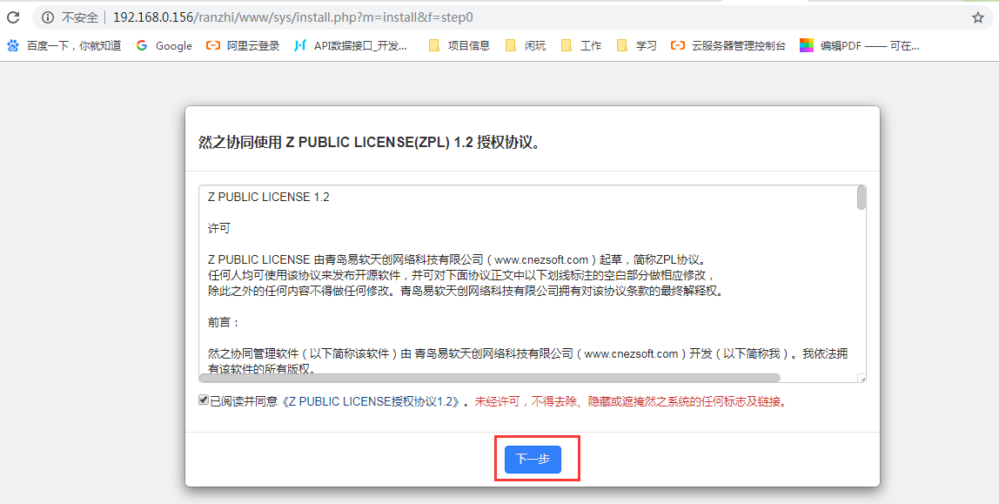 不安全 192.168.0.156/ranzhi/www/sys/install.php?m=install&f=step0
百度一下，你就知道 Google 阿里云登录 API数据接口_开发... 项目信息 闲玩 工作 学习 云服务器管理控制台 编辑PDF —— 可在...
然之协同使用 Z PUBLIC LICENSE(ZPL) 1.2 授权协议。
Z PUBLIC LICENSE 1.2
许可
Z PUBLIC LICENSE 由青岛易软天创网络科技有限公司（www.cnezsoft.com）起草，简称ZPL协议。
任何人均可使用该协议来发布开源软件，并可对下面协议正文中以下划线标注的空白部分做相应修改，
除此之外的任何内容不得做任何修改。青岛易软天创网络科技有限公司拥有对该协议条款的最终解释权。
前言：
然之协同管理软件（以下简称该软件）由 青岛易软天创网络科技有限公司（www.cnezsoft.com）开发（以下简称我）。我依法拥
有该软件的所有版权。
已阅读并同意《Z PUBLIC LICENSE授权协议1.2》。未经许可，不得去除、隐藏或遮掩然之系统的任何标志及链接。
下一步